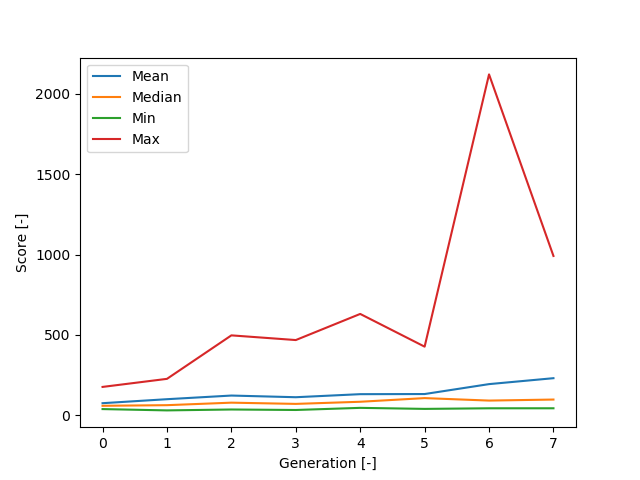 Mean
Median
Min
Max
2000
1500
1000
500
0
Score [-]
0 1 2 3 4 5 6 7
Generation [-]